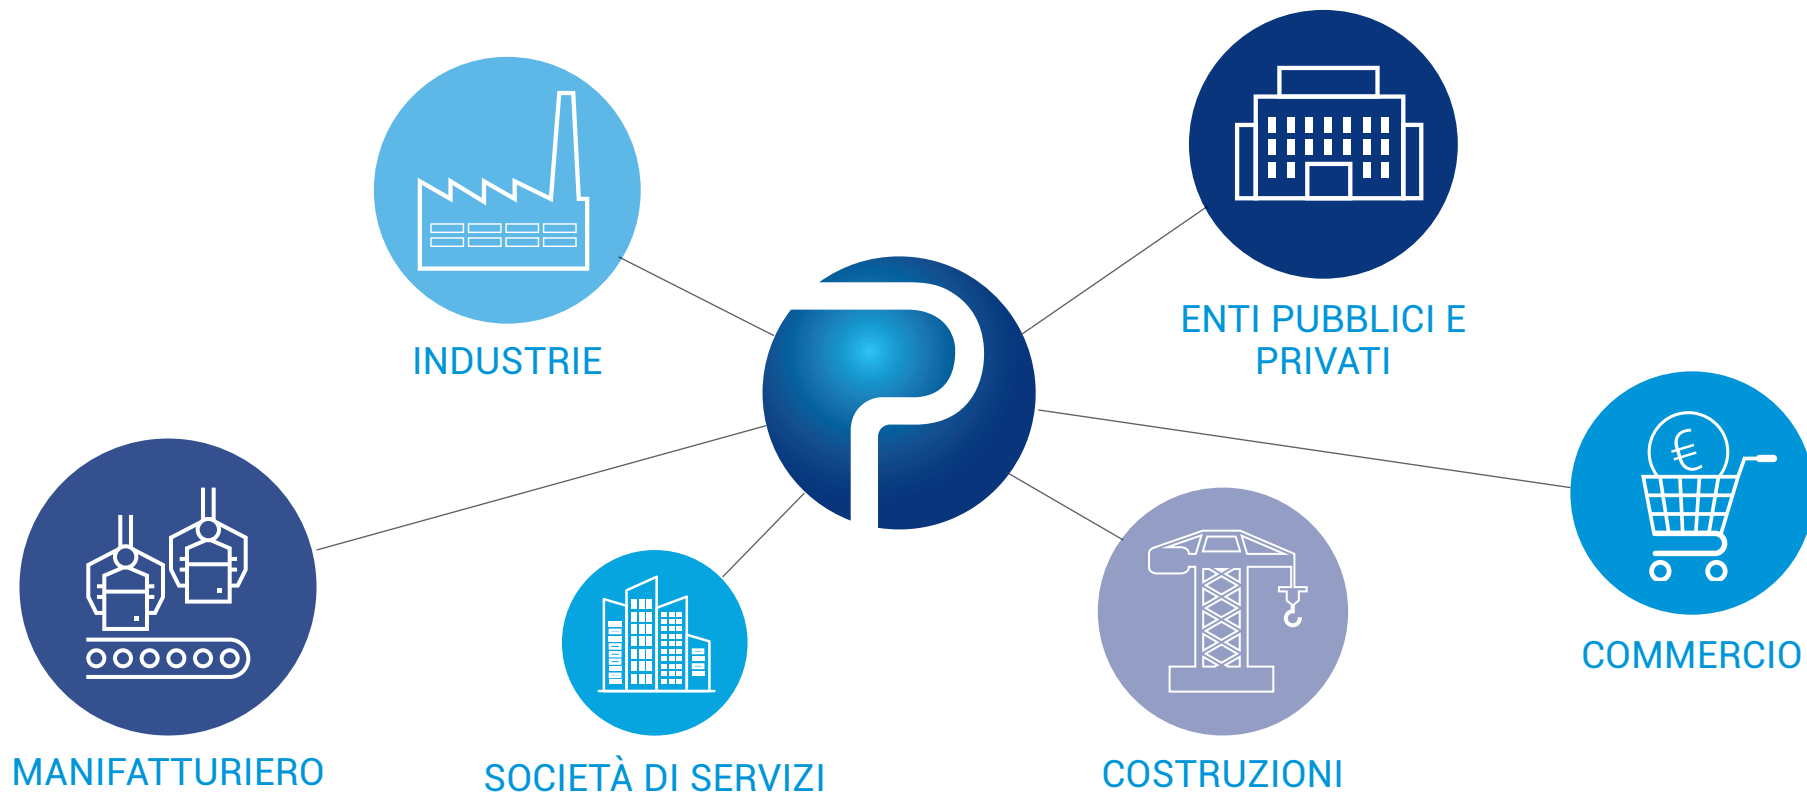 ENTI PUBBLICI E
PRIVATI
INDUSTRIE
P
€
COMMERCIO
MANIFATTURIERO
SOCIETÀ DI SERVIZI
COSTRUZIONI